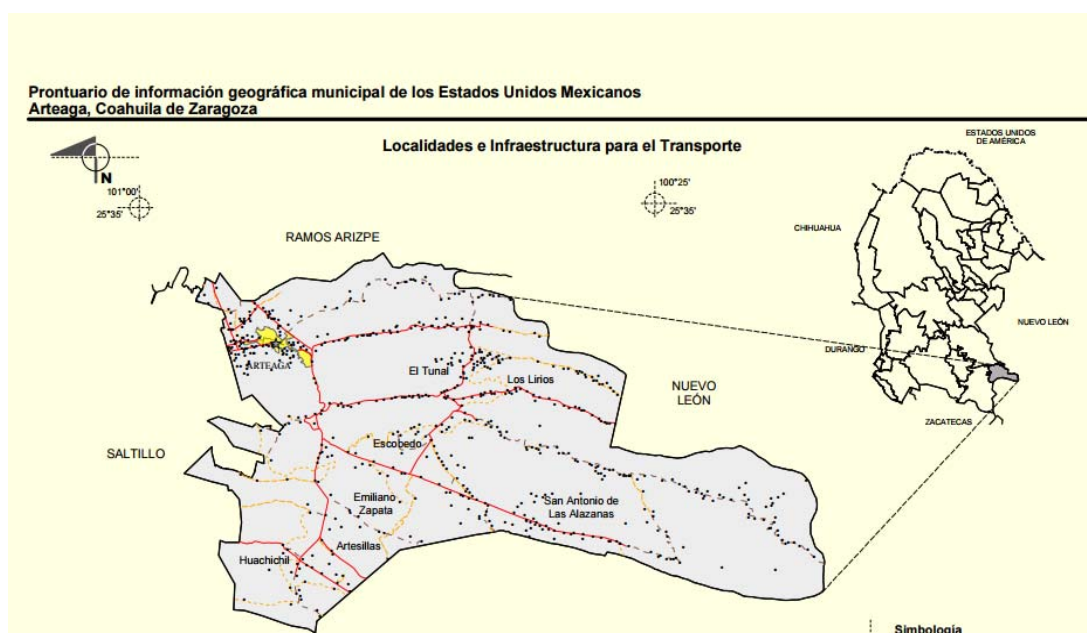 Prontuario de información geográfica municipal de los Estados Unidos Mexicanos
Arteaga, Coahuila de Zaragoza
Localidades e Infraestructura para el Transporte
N
101°00'
25°35'
100°25'
25°35'
ESTADOS UNIDOS
DE AMÉRICA
CHIHUAHUA
NUEVO LEÓN
DURANGO
ZACATECAS
RAMOS ARIZPE
ARTEAGA
El Tunal
Los Lirios
NUEVO
LEÓN
SALTILLO
Escobedo
Emiliano
Zapata
San Antonio de
Las Alazanas
Artesillas
Huachichil
Simbología